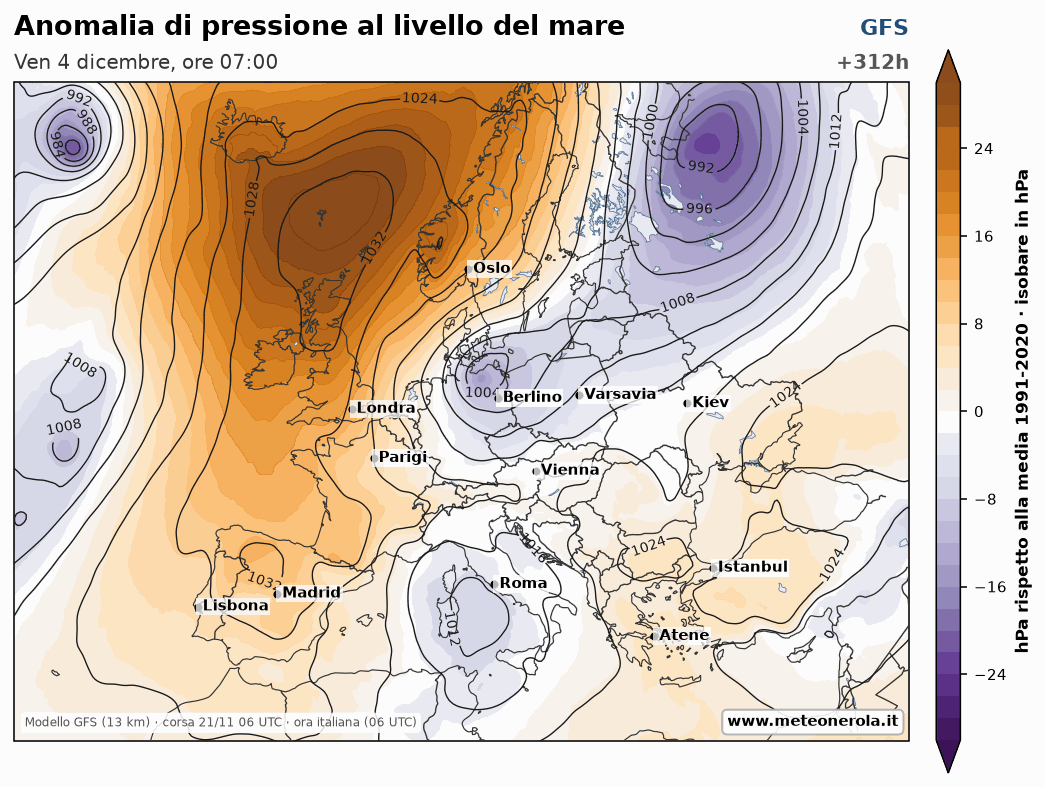 Anomalia di pressione al livello del mare
GFS
Ven 4 dicembre, ore 07:00
+312h
992
988
984
1024
1028
1032
1000
992
996
1004
1012
1008
Oslo
1008
1008
1004
Berlino
Varsavia
Kiev
1024
Londra
Parigi
Vienna
1016
1024
1024
Istanbul
1032
Madrid
Lisbona
Roma
1012
Atene
24
16
8
0
−8
−16
−24
hPa rispetto alla media 1991-2020 · isobare in hPa
Modello GFS (13 km) · corsa 21/11 06 UTC · ora italiana (06 UTC)
www.meteonerola.it